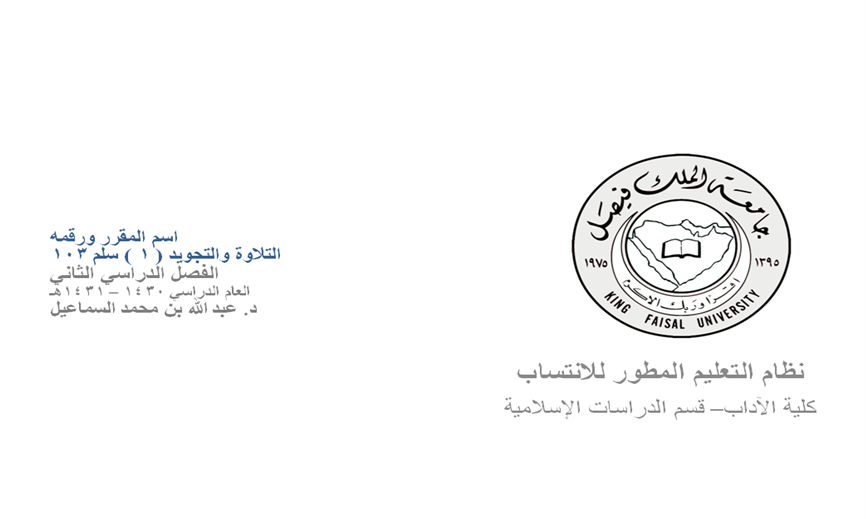 جامعة الملك فيصل
١٩٧٥
١٣٩٥
اقرأ وربك الأكرم
KING FAISAL UNIVERSITY
نظام التعليم المطور للانتساب
كلية الآداب– قسم الدراسات الإسلامية
اسم المقرر ورقمه
التلاوة والتجويد ( ١ ) سلم ١٠٣
الفصل الدراسي الثاني
العام الدراسي ١٤٣٠ – ١٤٣١هـ
د. عبد الله بن محمد السماعيل